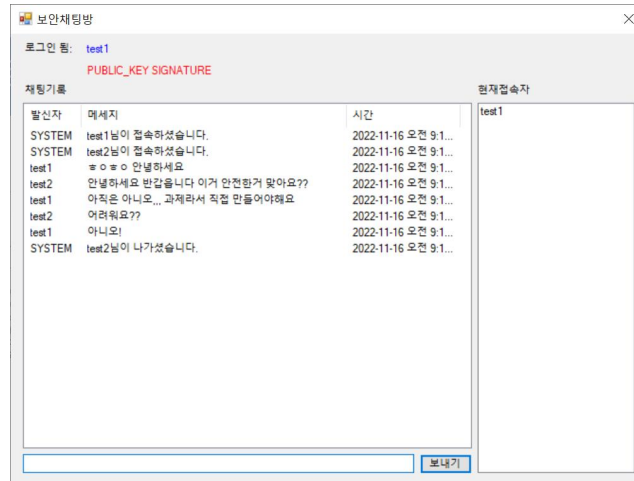 보안채팅방
로그인 됨: test1
PUBLIC_KEY SIGNATURE
채팅기록 현재접속자
발신자 메세지 시간
test1
SYSTEM test1님이 접속하셨습니다. 2022-11-16 오전 9:1...
SYSTEM test2님이 접속하셨습니다. 2022-11-16 오전 9:1...
test1 ㅎㅇㅎㅇ 안녕하세요 2022-11-16 오전 9:1...
test2 안녕하세요 반갑읍니다 이거 안전한거 맞아요?? 2022-11-16 오전 9:1...
test1 아직은 아니오,,, 과제라서 직접 만들어야해요 2022-11-16 오전 9:1...
test2 어려워요?? 2022-11-16 오전 9:1...
test1 아니오! 2022-11-16 오전 9:1...
SYSTEM test2님이 나가셨습니다. 2022-11-16 오전 9:1...
보내기